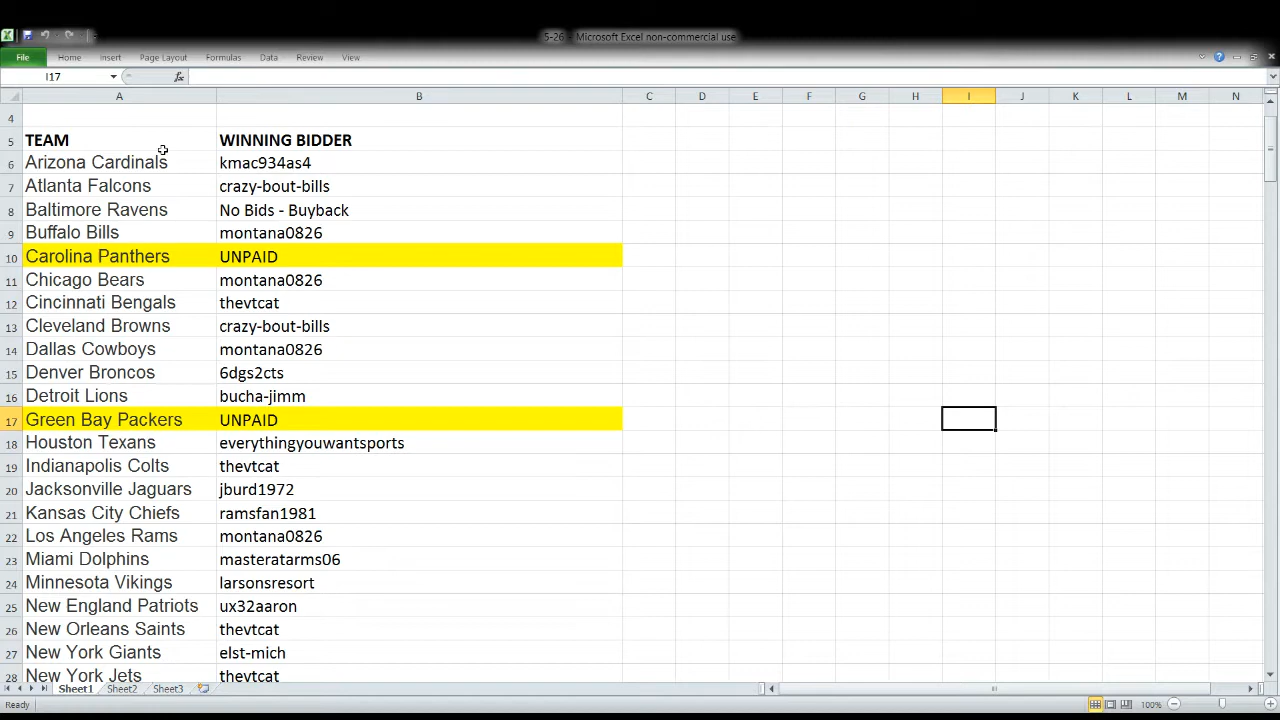 5-26 - Microsoft Excel non-commercial use
File Home Insert Page Layout Formulas Data Review View
I17 fx
A B C D E F G H I J K L M N
4
5 TEAM WINNING BIDDER
6 Arizona Cardinals kmac934as4
7 Atlanta Falcons crazy-bout-bills
8 Baltimore Ravens No Bids - Buyback
9 Buffalo Bills montana0826
10 Carolina Panthers UNPAID
11 Chicago Bears montana0826
12 Cincinnati Bengals thevtcat
13 Cleveland Browns crazy-bout-bills
14 Dallas Cowboys montana0826
15 Denver Broncos 6dgs2cts
16 Detroit Lions bucha-jimm
17 Green Bay Packers UNPAID
18 Houston Texans everythingyouwantsports
19 Indianapolis Colts thevtcat
20 Jacksonville Jaguars jburd1972
21 Kansas City Chiefs ramsfan1981
22 Los Angeles Rams montana0826
23 Miami Dolphins masteratarms06
24 Minnesota Vikings larsonsresort
25 New England Patriots ux32aaron
26 New Orleans Saints thevtcat
27 New York Giants elst-mich
28 New York Jets thevtcat
Sheet1 Sheet2 Sheet3
Ready 100%